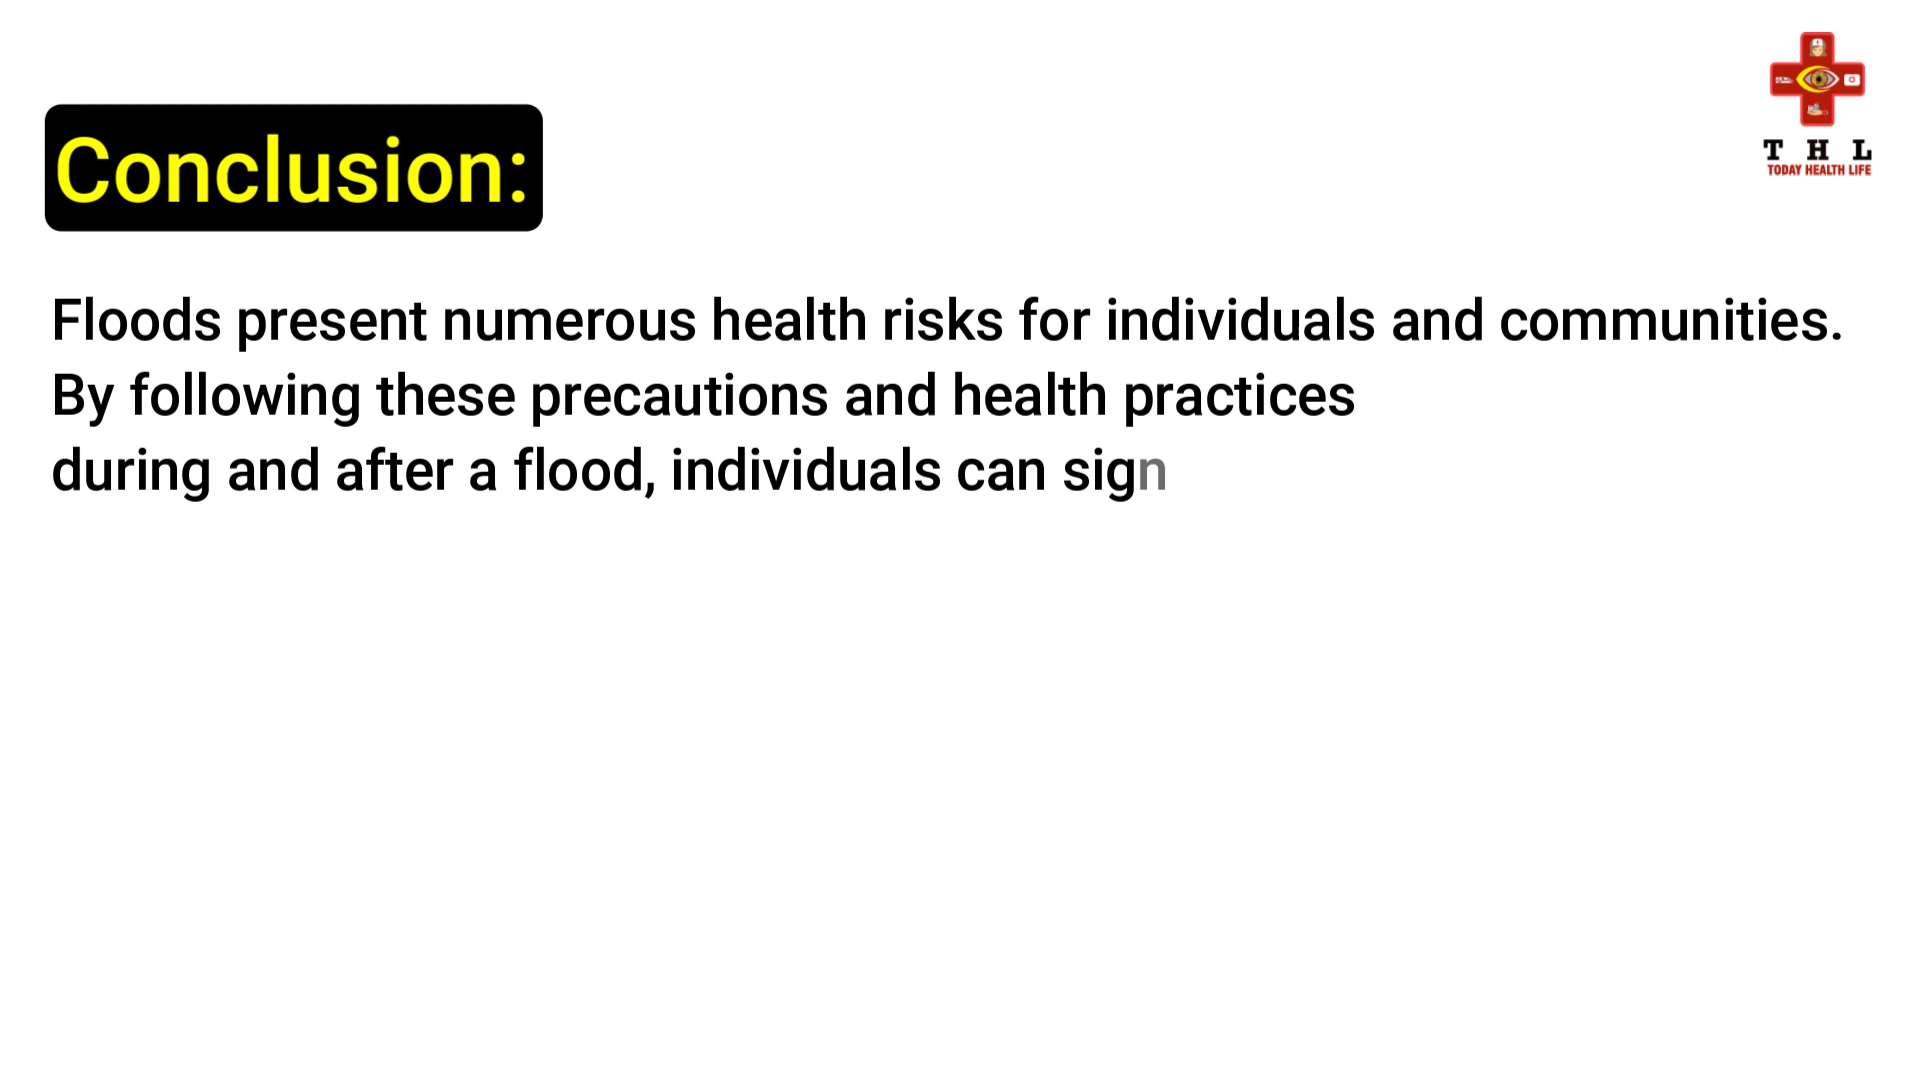 T H L
TODAY HEALTH LIFE
Conclusion:
Floods present numerous health risks for individuals and communities.
By following these precautions and health practices
during and after a flood, individuals can sign